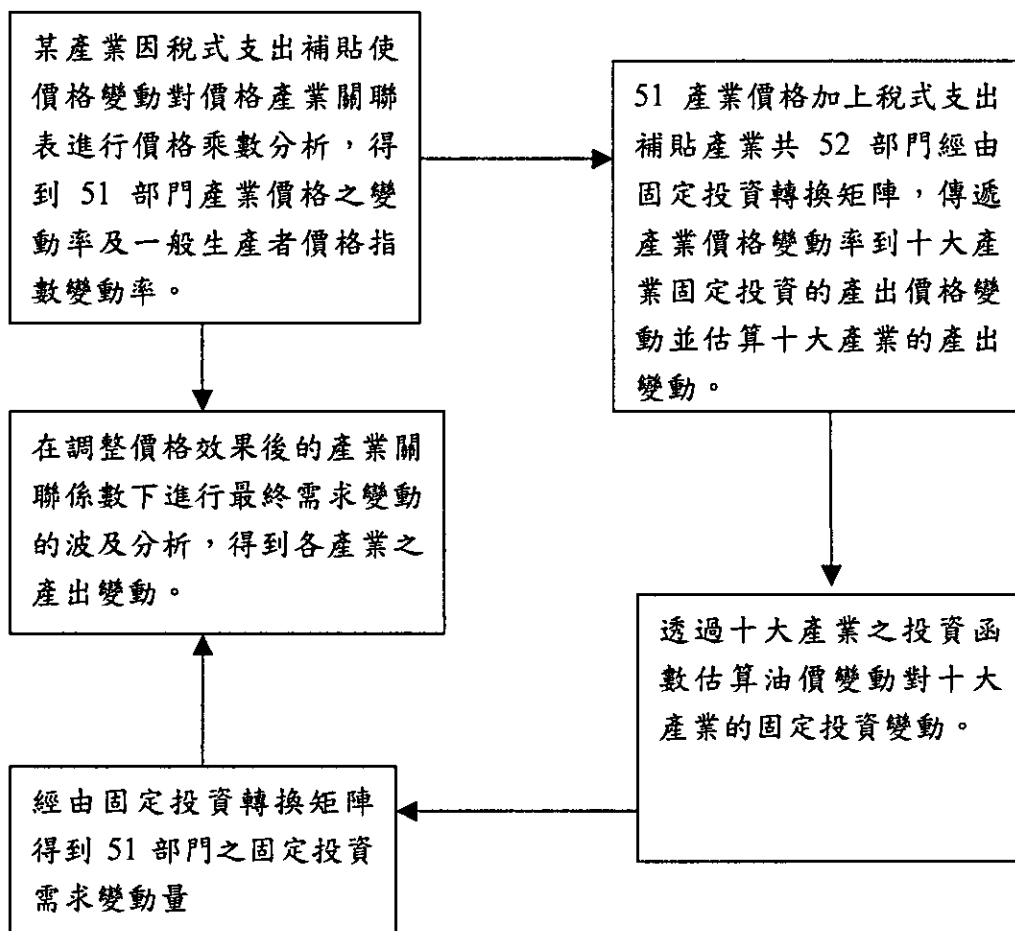 某產業因稅式支出補貼使
價格變動對價格產業關聯
表進行價格乘數分析，得
到 51 部門產業價格之變
動率及一般生產者價格指
數變動率。
51 產業價格加上稅式支出
補貼產業共 52 部門經由
固定投資轉換矩陣，傳遞
產業價格變動率到十大產
業固定投資的產出價格變
動並估算十大產業的產出
變動。
在調整價格效果後的產業關
聯係數下進行最終需求變動
的波及分析，得到各產業之
產出變動。
透過十大產業之投資函
數估算油價變動對十大
產業的固定投資變動。
經由固定投資轉換矩陣
得到 51 部門之固定投資
需求變動量